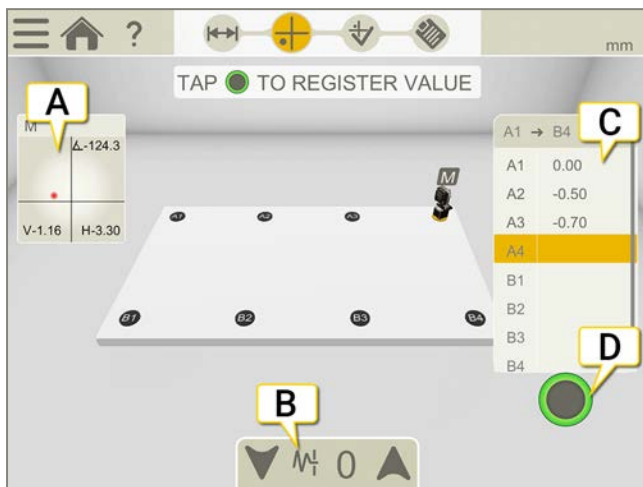 ?
mm
TAP TO REGISTER VALUE
A
M
∡-124.3
V-1.16 H-3.30
M
A1 A2 A3
B1 B2 B3 B4
A1 → B4
C
A1 0.00
A2 -0.50
A3 -0.70
A4
B1
B2
B3
B4
D
B
0